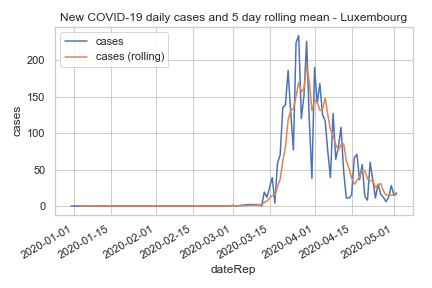 New COVID-19 daily cases and 5 day rolling mean - Luxembourg
cases
cases (rolling)
cases
200
150
100
50
0
2020-01-01
2020-01-15
2020-02-01
2020-02-15
2020-03-01
2020-03-15
2020-04-01
2020-04-15
2020-05-01
dateRep